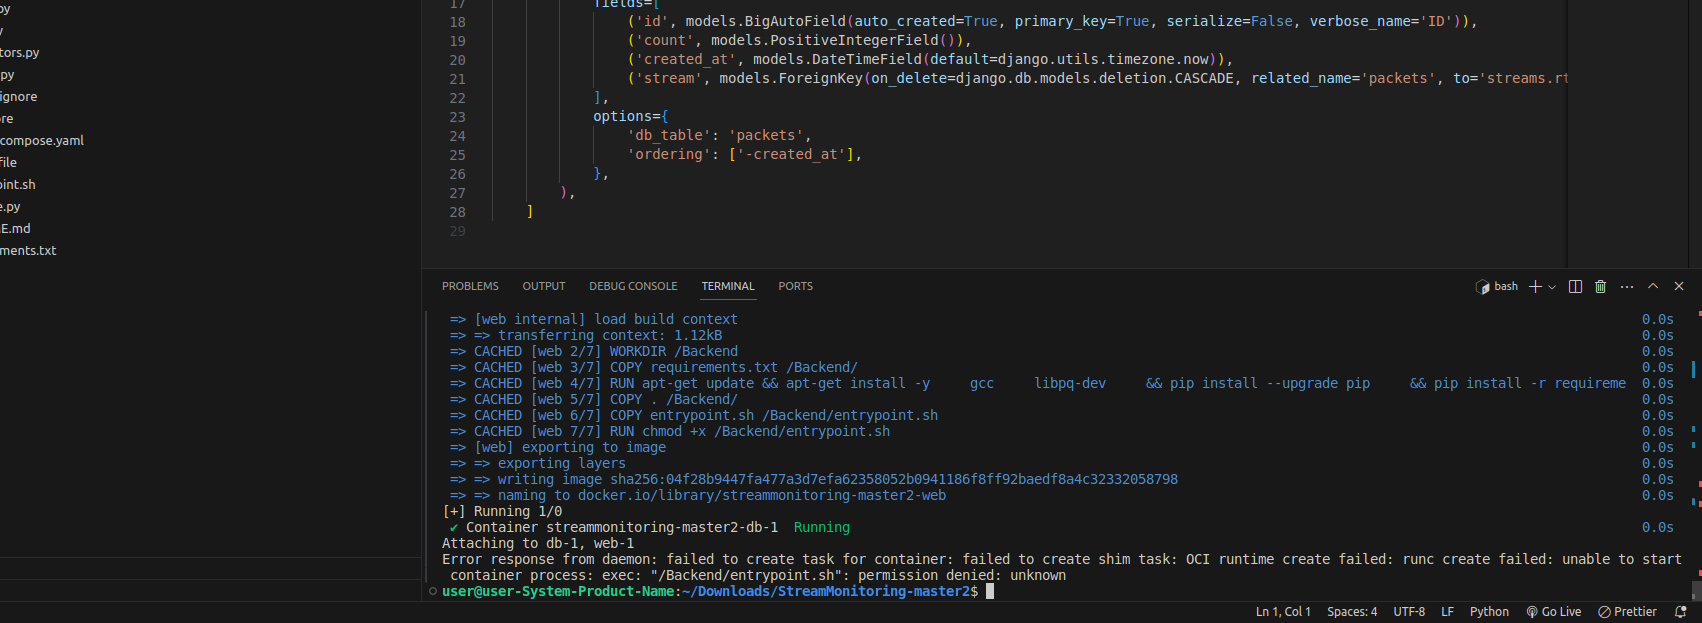 py
y
tors.py
py
ignore
ore
compose.yaml
file
oint.sh
e.py
E.md
ments.txt
17 fields=[
18 ('id', models.BigAutoField(auto_created=True, primary_key=True, serialize=False, verbose_name='ID')),
19 ('count', models.PositiveIntegerField()),
20 ('created_at', models.DateTimeField(default=django.utils.timezone.now)),
21 ('stream', models.ForeignKey(on_delete=django.db.models.deletion.CASCADE, related_name='packets', to='streams.rt
22 ],
23 options={
24 'db_table': 'packets',
25 'ordering': ['-created_at'],
26 },
27 ),
28 ]
29
PROBLEMS OUTPUT DEBUG CONSOLE TERMINAL PORTS bash
=> [web internal] load build context 0.0s
=> => transferring context: 1.12kB 0.0s
=> CACHED [web 2/7] WORKDIR /Backend 0.0s
=> CACHED [web 3/7] COPY requirements.txt /Backend/ 0.0s
=> CACHED [web 4/7] RUN apt-get update && apt-get install -y gcc libpq-dev && pip install --upgrade pip && pip install -r requireme 0.0s
=> CACHED [web 5/7] COPY . /Backend/ 0.0s
=> CACHED [web 6/7] COPY entrypoint.sh /Backend/entrypoint.sh 0.0s
=> CACHED [web 7/7] RUN chmod +x /Backend/entrypoint.sh 0.0s
=> [web] exporting to image 0.0s
=> => exporting layers 0.0s
=> => writing image sha256:04f28b9447fa477a3d7efa62358052b0941186f8ff92baedf8a4c32332058798 0.0s
=> => naming to docker.io/library/streammonitoring-master2-web 0.0s
[+] Running 1/0
✔ Container streammonitoring-master2-db-1 Running 0.0s
Attaching to db-1, web-1
Error response from daemon: failed to create task for container: failed to create shim task: OCI runtime create failed: runc create failed: unable to start
container process: exec: "/Backend/entrypoint.sh": permission denied: unknown
user@user-System-Product-Name:~/Downloads/StreamMonitoring-master2$
Ln 1, Col 1 Spaces: 4 UTF-8 LF Python Go Live Prettier